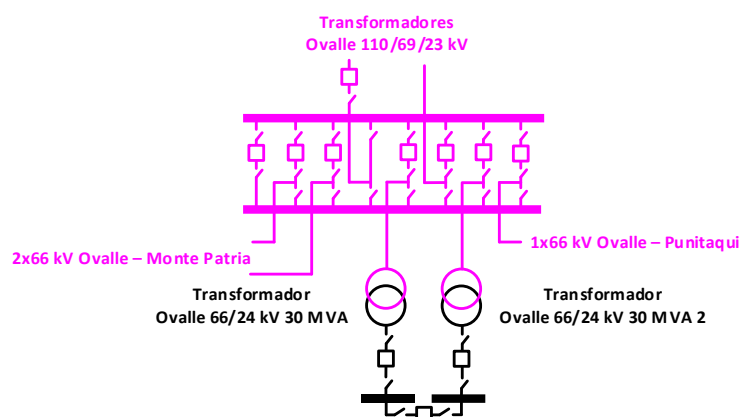 Transformadores
Ovalle 110/69/23 kV
2x66 kV Ovalle – Monte Patria
1x66 kV Ovalle – Punitaqui
Transformador
Ovalle 66/24 kV 30 MVA
Transformador
Ovalle 66/24 kV 30 MVA 2